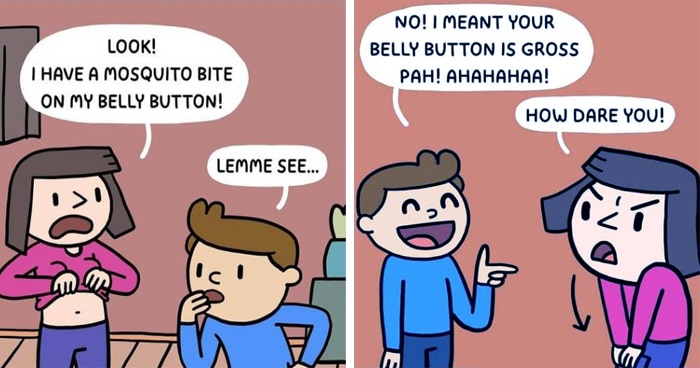 LOOK!
I HAVE A MOSQUITO BITE
ON MY BELLY BUTTON!
LEMME SEE...
NO! I MEANT YOUR
BELLY BUTTON IS GROSS
PAH! AHAHAHAA!
HOW DARE YOU!